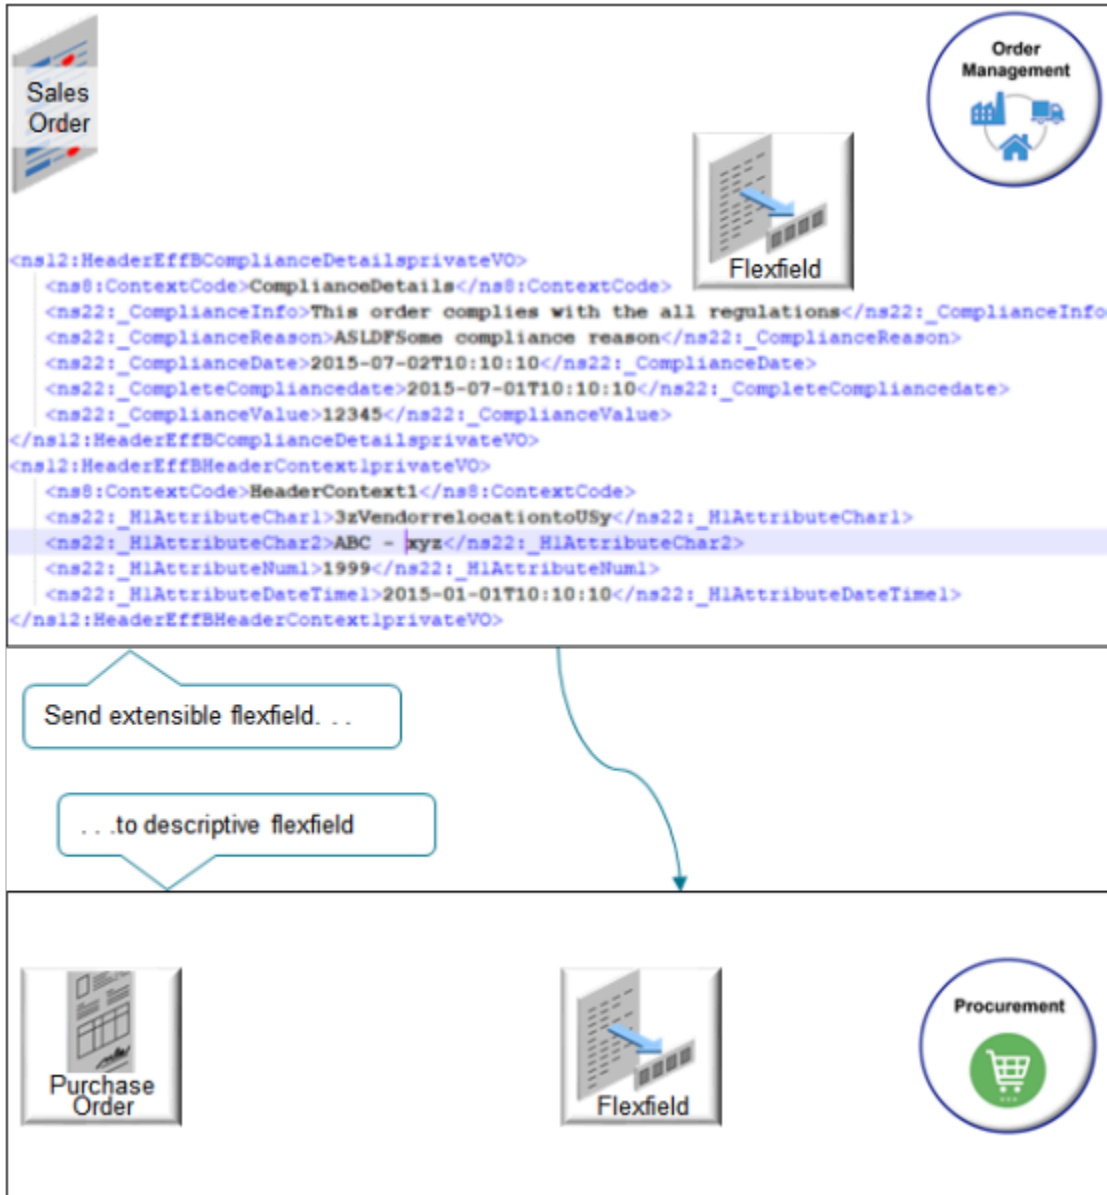 Sales
Order
Order
Management
Flexfield
<ns12:HeaderEffBComplianceDetailsprivateVO>
<ns8:ContextCode>ComplianceDetails</ns8:ContextCode>
<ns22:_ComplianceInfo>This order complies with the all regulations</ns22:_ComplianceInfo
<ns22:_ComplianceReason>ASLDFSome compliance reason</ns22:_ComplianceReason>
<ns22:_ComplianceDate>2015-07-02T10:10:10</ns22:_ComplianceDate>
<ns22:_CompleteCompliancedate>2015-07-01T10:10:10</ns22:_CompleteCompliancedate>
<ns22:_ComplianceValue>12345</ns22:_ComplianceValue>
</ns12:HeaderEffBComplianceDetailsprivateVO>
<ns12:HeaderEffBHeaderContext1privateVO>
<ns8:ContextCode>HeaderContext1</ns8:ContextCode>
<ns22:_H1AttributeChar1>3zVendorrelocationtoUSy</ns22:_H1AttributeChar1>
<ns22:_H1AttributeChar2>ABC - xyz</ns22:_H1AttributeChar2>
<ns22:_H1AttributeNum1>1999</ns22:_H1AttributeNum1>
<ns22:_H1AttributeDateTime1>2015-01-01T10:10:10</ns22:_H1AttributeDateTime1>
</ns12:HeaderEffBHeaderContext1privateVO>
Send extensible flexfield. . .
. . .to descriptive flexfield
Purchase
Order
Flexfield
Procurement